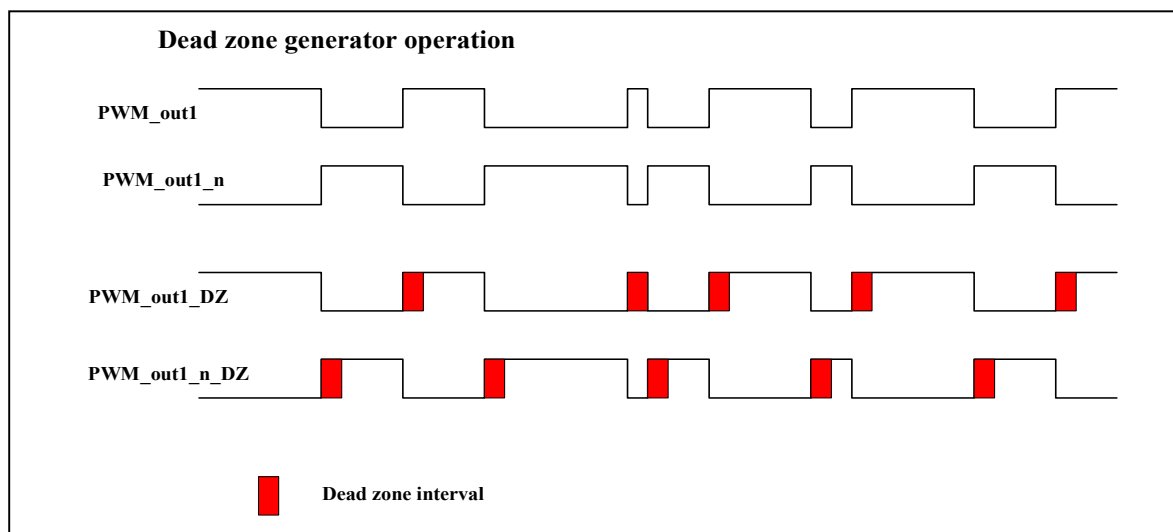 Dead zone generator operation
PWM_out1
PWM_out1_n
PWM_out1_DZ
PWM_out1_n_DZ
Dead zone interval